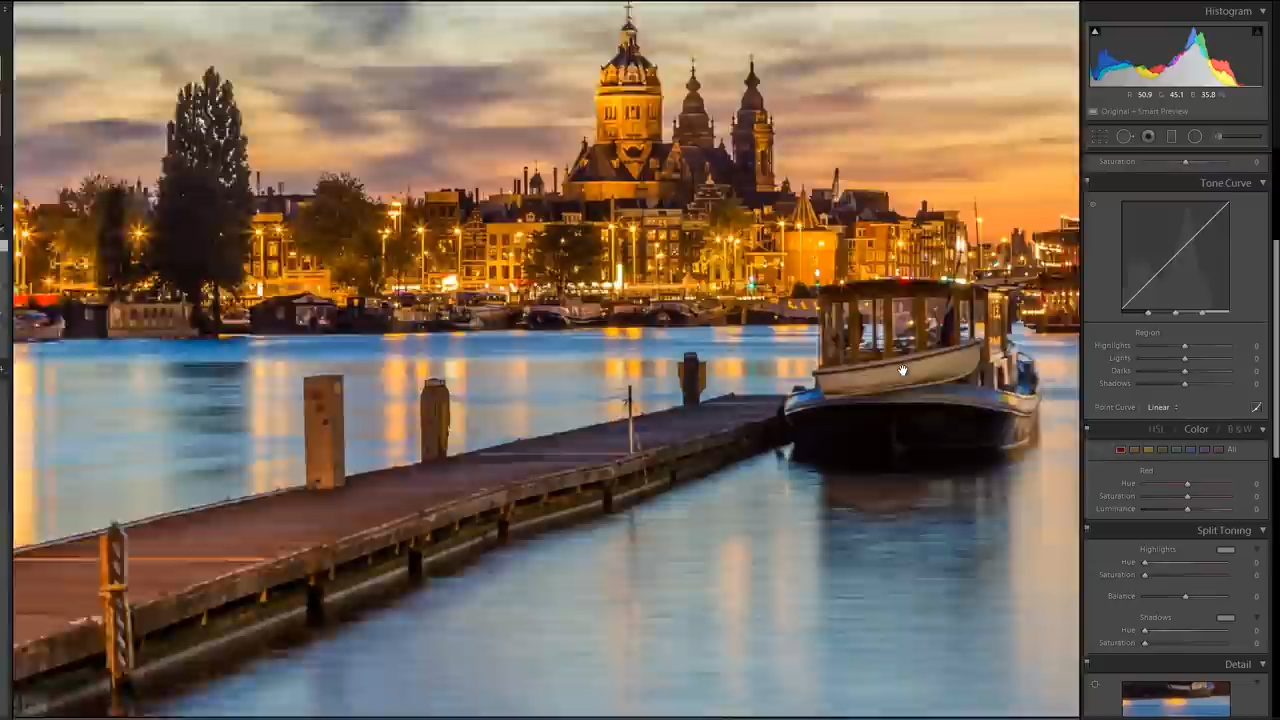 Histogram
R 50.9 G 45.1 B 35.8 %
Original + Smart Preview
Saturation 0
Tone Curve
Region
Highlights 0
Lights 0
Darks 0
Shadows 0
Point Curve : Linear
HSL / Color / B & W
All
Red
Hue 0
Saturation 0
Luminance 0
Split Toning
Highlights
Hue 0
Saturation 0
Balance 0
Shadows
Hue 0
Saturation 0
Detail